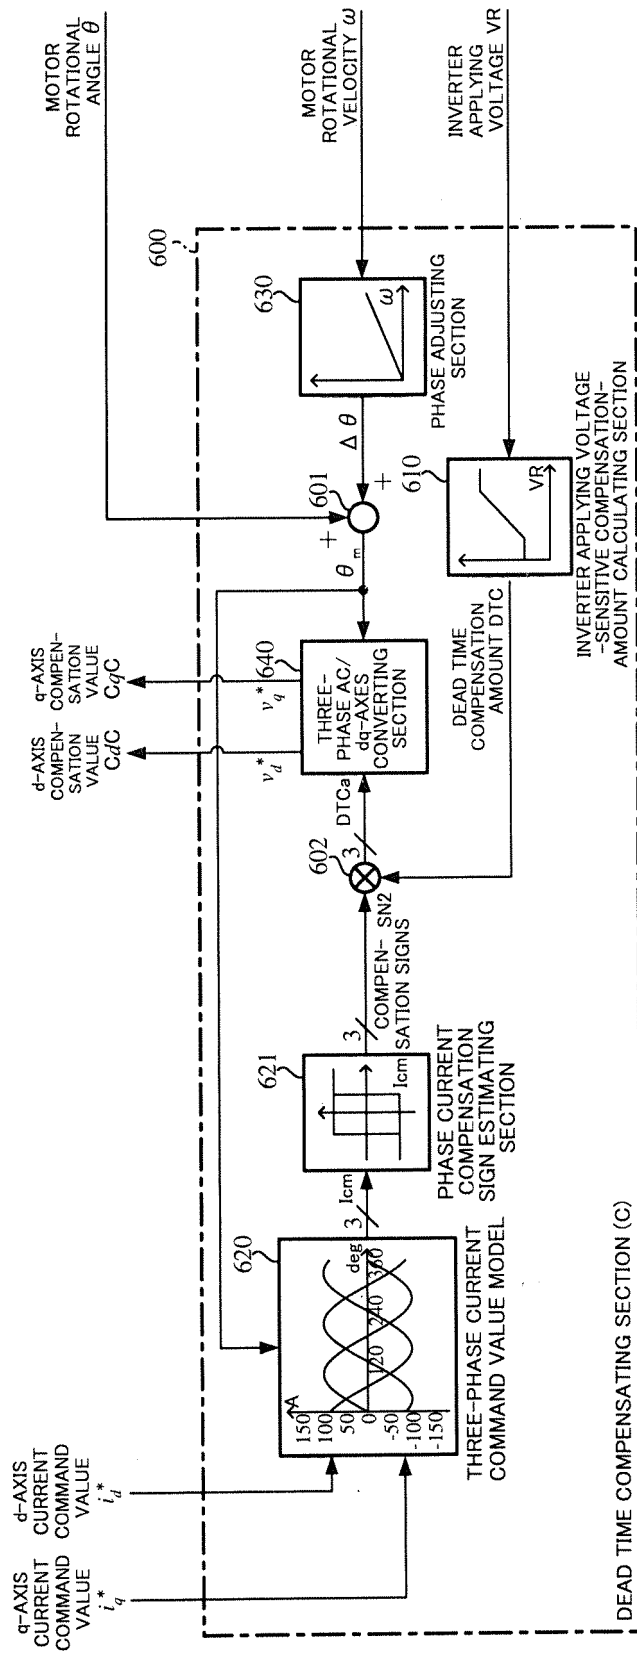 q-AXIS
CURRENT
COMMAND
VALUE
i_q*
d-AXIS
CURRENT
COMMAND
VALUE
i_d*
620
A
150
100
50
0
-50
-100
-150
deg
120
240
360
THREE-PHASE CURRENT
COMMAND VALUE MODEL
3
Icm
621
Icm
PHASE CURRENT
COMPENSATION
SIGN ESTIMATING
SECTION
3
COMPEN-
SATION SIGNS
SN2
602
3
DTCa
d-AXIS
COMPEN-
SATION
VALUE
CdC
q-AXIS
COMPEN-
SATION
VALUE
CqC
v_d*
v_q*
640
THREE-
PHASE AC/
dq-AXES
CONVERTING
SECTION
DEAD TIME
COMPENSATION
AMOUNT DTC
θm
601
+
+
Δθ
610
VR
INVERTER APPLYING VOLTAGE
-SENSITIVE COMPENSATION-
AMOUNT CALCULATING SECTION
630
ω
PHASE ADJUSTING
SECTION
600
MOTOR
ROTATIONAL
ANGLE θ
MOTOR
ROTATIONAL
VELOCITY ω
INVERTER
APPLYING
VOLTAGE VR
DEAD TIME COMPENSATING SECTION (C)